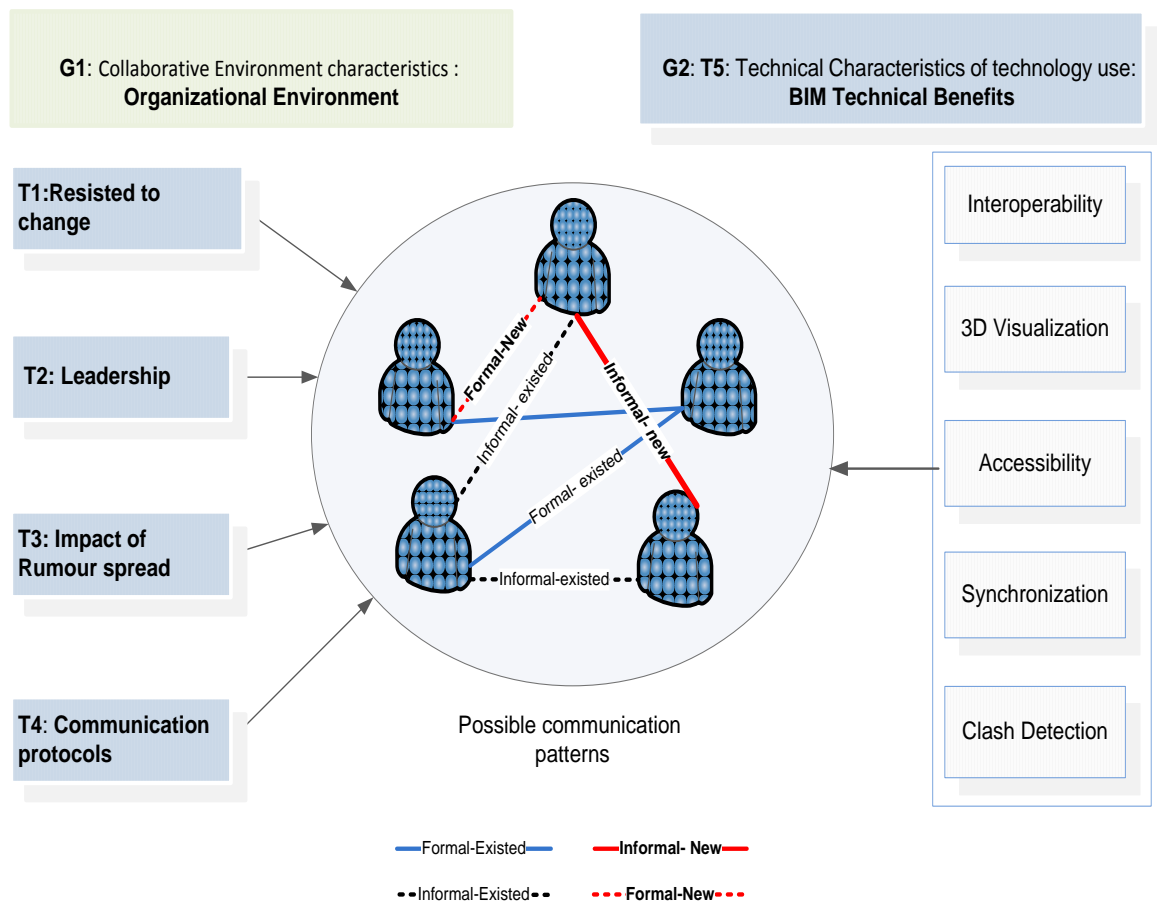 G1: Collaborative Environment characteristics :
Organizational Environment
G2: T5: Technical Characteristics of technology use:
BIM Technical Benefits
T1:Resisted to
change
T2: Leadership
T3: Impact of
Rumour spread
T4: Communication
protocols
Formal-New
Informal- existed
Informal- new
Formal- existed
Informal-existed
Possible communication
patterns
Interoperability
3D Visualization
Accessibility
Synchronization
Clash Detection
Formal-Existed
Informal- New
Informal-Existed
Formal-New